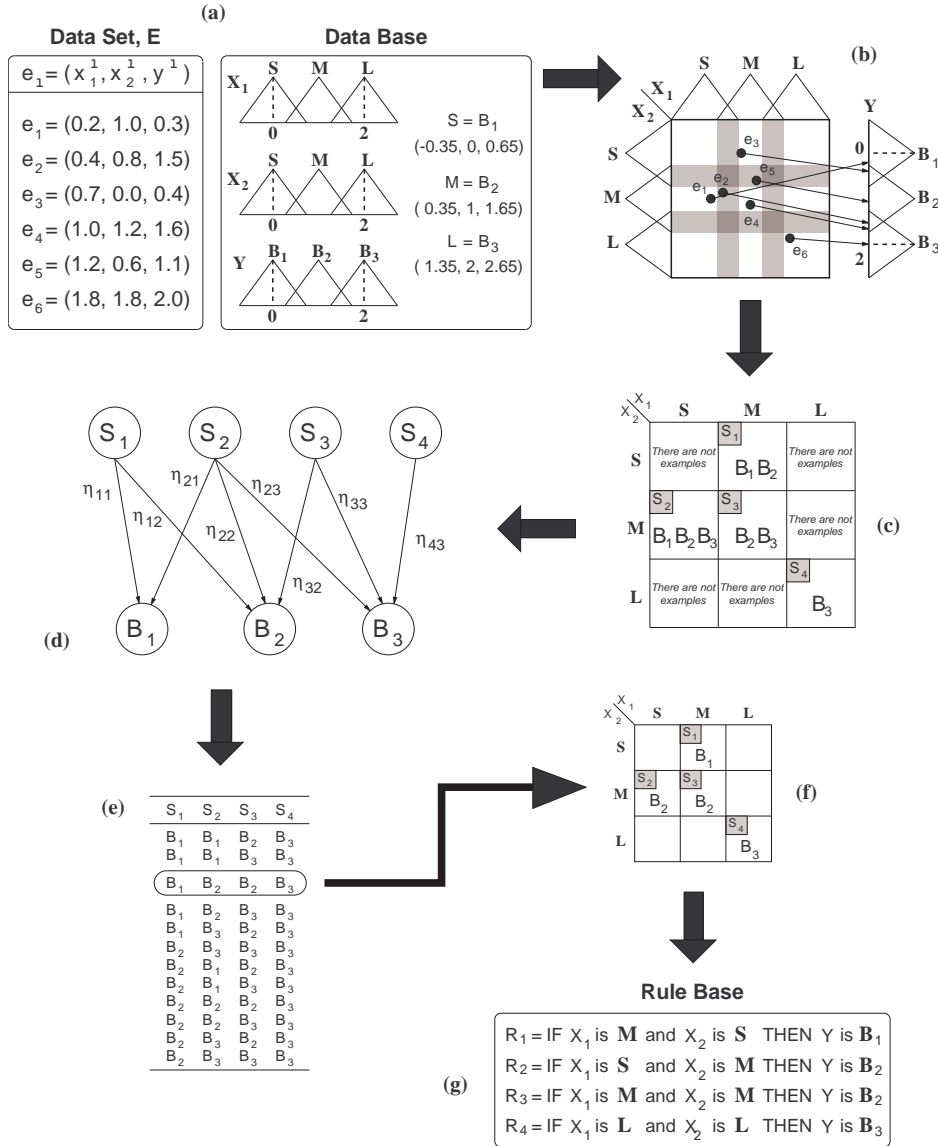 (a)
Data Set, E
e₁=(x₁¹, x₂¹, y¹)
e₁=(0.2, 1.0, 0.3)
e₂=(0.4, 0.8, 1.5)
e₃=(0.7, 0.0, 0.4)
e₄=(1.0, 1.2, 1.6)
e₅=(1.2, 0.6, 1.1)
e₆=(1.8, 1.8, 2.0)
Data Base
S M L
X₁
0 2
S M L
X₂
0 2
B₁ B₂ B₃
Y
0 2
S = B₁
(-0.35, 0, 0.65)
M = B₂
( 0.35, 1, 1.65)
L = B₃
( 1.35, 2, 2.65)
(b)
S M L
X₁
X₂
Y
S
M
L
e₃
e₅
e₂
e₁
e₄
e₆
0
B₁
B₂
B₃
2
(c)
X₁
X₂
S M L
S
There are not examples
S₁
B₁ B₂
There are not examples
M
S₂
B₁ B₂ B₃
S₃
B₂ B₃
There are not examples
L
There are not examples
There are not examples
S₄
B₃
(d)
S₁ S₂ S₃ S₄
η₁₁ η₁₂ η₂₁ η₂₂ η₂₃ η₃₂ η₃₃ η₄₃
B₁ B₂ B₃
(e)
S₁ S₂ S₃ S₄
B₁ B₁ B₂ B₃
B₁ B₁ B₃ B₃
B₁ B₂ B₂ B₃
B₁ B₂ B₃ B₃
B₁ B₃ B₂ B₃
B₂ B₃ B₃ B₃
B₂ B₁ B₂ B₃
B₂ B₁ B₃ B₃
B₂ B₂ B₂ B₃
B₂ B₂ B₃ B₃
B₂ B₃ B₂ B₃
B₂ B₃ B₃ B₃
(f)
X₁
X₂
S M L
S
S₁
B₁
M
S₂
B₂
S₃
B₂
L
S₄
B₃
Rule Base
(g)
R₁=IF X₁ is M and X₂ is S THEN Y is B₁
R₂=IF X₁ is S and X₂ is M THEN Y is B₂
R₃=IF X₁ is M and X₂ is M THEN Y is B₂
R₄=IF X₁ is L and X₂ is L THEN Y is B₃